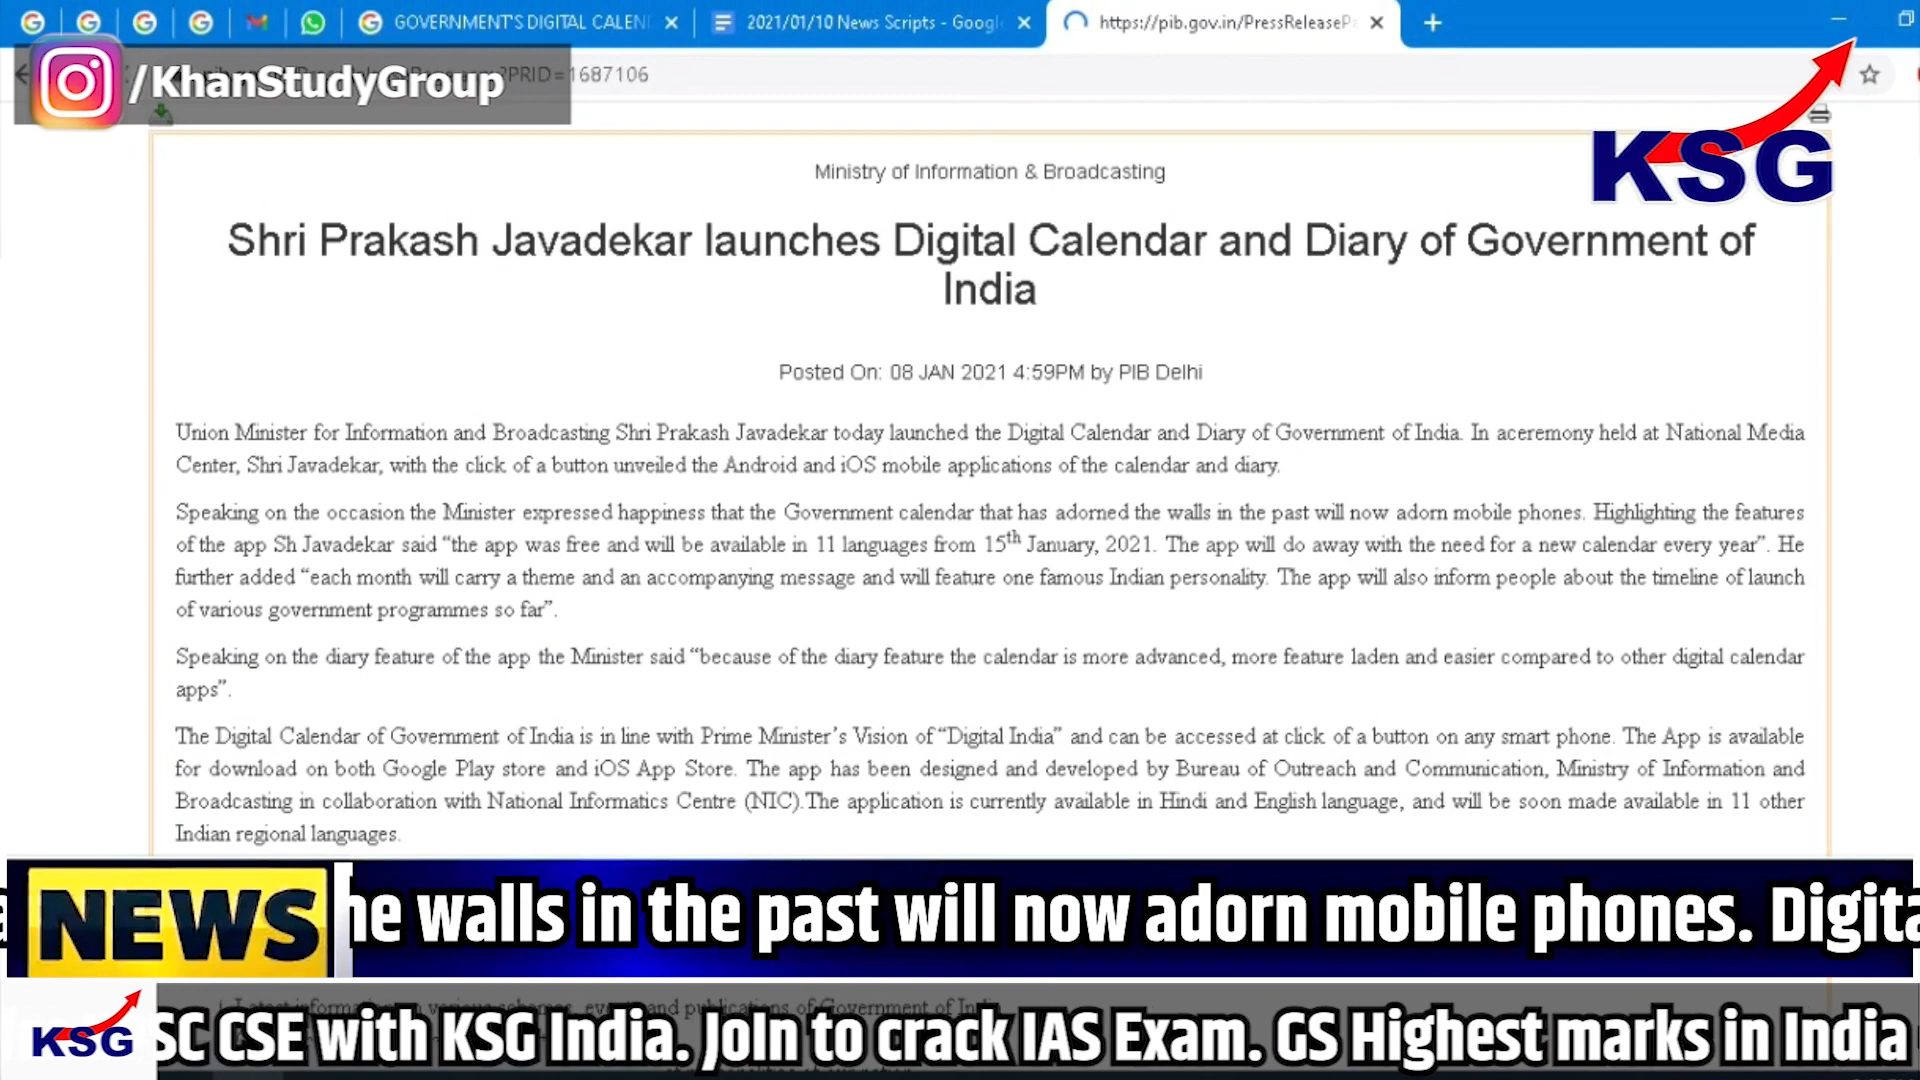 GOVERNMENT'S DIGITAL CALEN
2021/01/10 News Scripts - Googl
https://pib.gov.in/PressReleasePa
/KhanStudyGroup
PRID=1687106
KSG
Ministry of Information & Broadcasting
Shri Prakash Javadekar launches Digital Calendar and Diary of Government of
India
Posted On: 08 JAN 2021 4:59PM by PIB Delhi
Union Minister for Information and Broadcasting Shri Prakash Javadekar today launched the Digital Calendar and Diary of Government of India. In aceremony held at National Media
Center, Shri Javadekar, with the click of a button unveiled the Android and iOS mobile applications of the calendar and diary.
Speaking on the occasion the Minister expressed happiness that the Government calendar that has adorned the walls in the past will now adorn mobile phones. Highlighting the features
of the app Sh Javadekar said “the app was free and will be available in 11 languages from 15th January, 2021. The app will do away with the need for a new calendar every year”. He
further added “each month will carry a theme and an accompanying message and will feature one famous Indian personality. The app will also inform people about the timeline of launch
of various government programmes so far”.
Speaking on the diary feature of the app the Minister said “because of the diary feature the calendar is more advanced, more feature laden and easier compared to other digital calendar
apps”.
The Digital Calendar of Government of India is in line with Prime Minister’s Vision of “Digital India” and can be accessed at click of a button on any smart phone. The App is available
for download on both Google Play store and iOS App Store. The app has been designed and developed by Bureau of Outreach and Communication, Ministry of Information and
Broadcasting in collaboration with National Informatics Centre (NIC).The application is currently available in Hindi and English language, and will be soon made available in 11 other
Indian regional languages.
NEWS
he walls in the past will now adorn mobile phones. Digita
KSG
SC CSE with KSG India. JoIn to crack IAS Exam. GS Highest marks in India